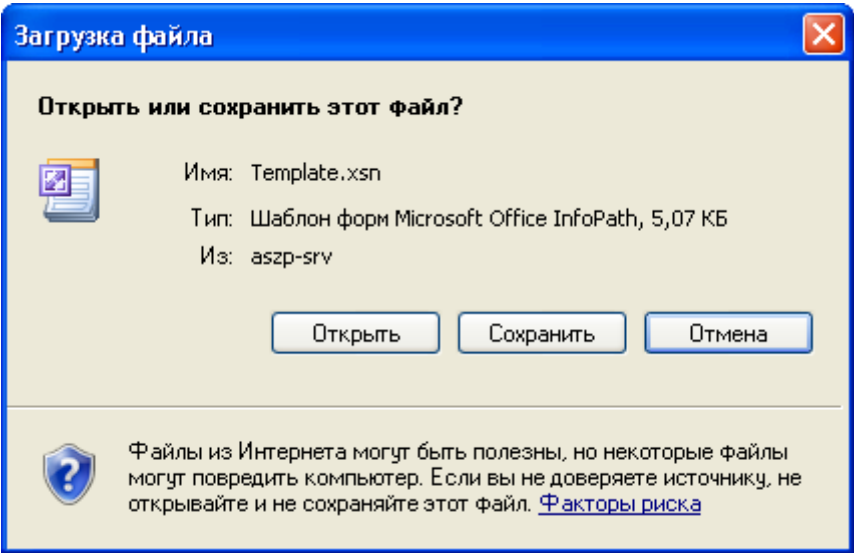 Загрузка файла
Открыть или сохранить этот файл?
Имя: Template.xsn
Тип: Шаблон форм Microsoft Office InfoPath, 5,07 КБ
Из: aszp-srv
Открыть Сохранить Отмена
Файлы из Интернета могут быть полезны, но некоторые файлы
могут повредить компьютер. Если вы не доверяете источнику, не
открывайте и не сохраняйте этот файл. Факторы риска